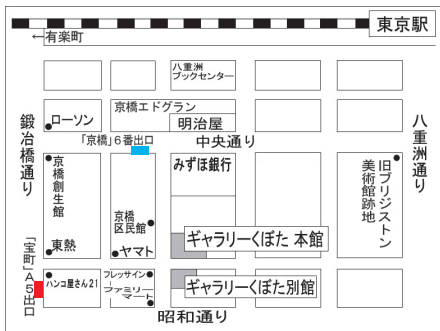 東京駅
←有楽町
八重洲
ブックセンター
京橋エドグラン
ローソン
明治屋
「京橋」6番出口
中央通り
鍛冶橋通り
八重洲通り
京橋創生館
みずほ銀行
旧ブリジストン
美術館跡地
京橋
区民館
ギャラリーくぼた 本館
東熱
ヤマト
「宝町」A5出口
ハンコ屋さん21
フレッサイン
ファミリー
マート
ギャラリーくぼた別館
昭和通り